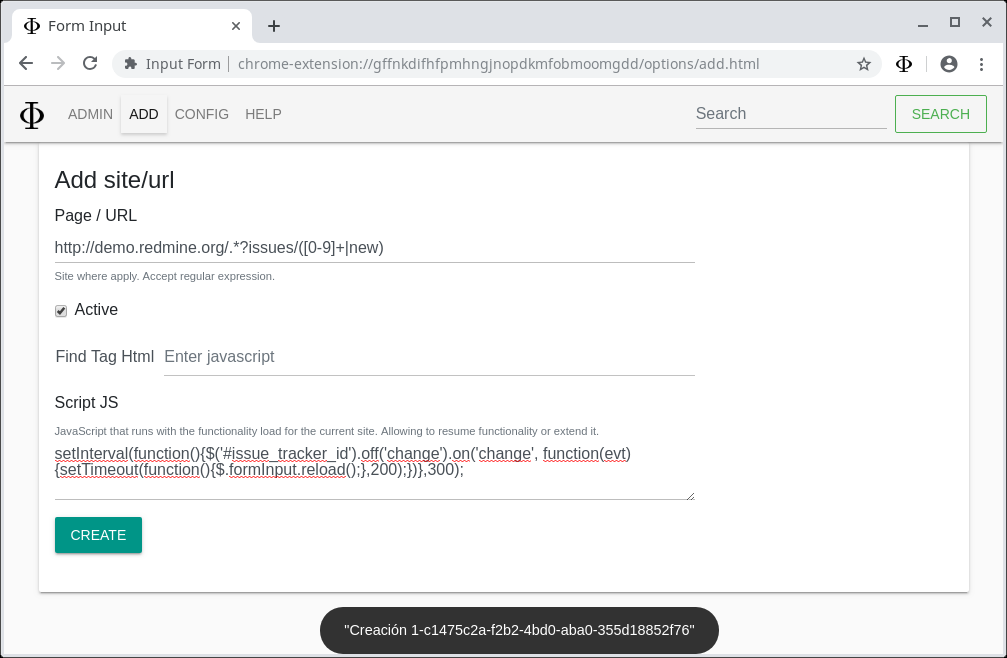 Φ Form Input
Input Form | chrome-extension://gffnkdifhfpmhngjnopdkmfobmoomgdd/options/add.html
Φ ADMIN ADD CONFIG HELP Search SEARCH
Add site/url
Page / URL
http://demo.redmine.org/.*?issues/([0-9]+|new)
Site where apply. Accept regular expression.
Active
Find Tag Html Enter javascript
Script JS
JavaScript that runs with the functionality load for the current site. Allowing to resume functionality or extend it.
setInterval(function(){$('#issue_tracker_id').off('change').on('change', function(evt)
{setTimeout(function(){$.formInput.reload();},200);})},300);
CREATE
"Creación 1-c1475c2a-f2b2-4bd0-aba0-355d18852f76"